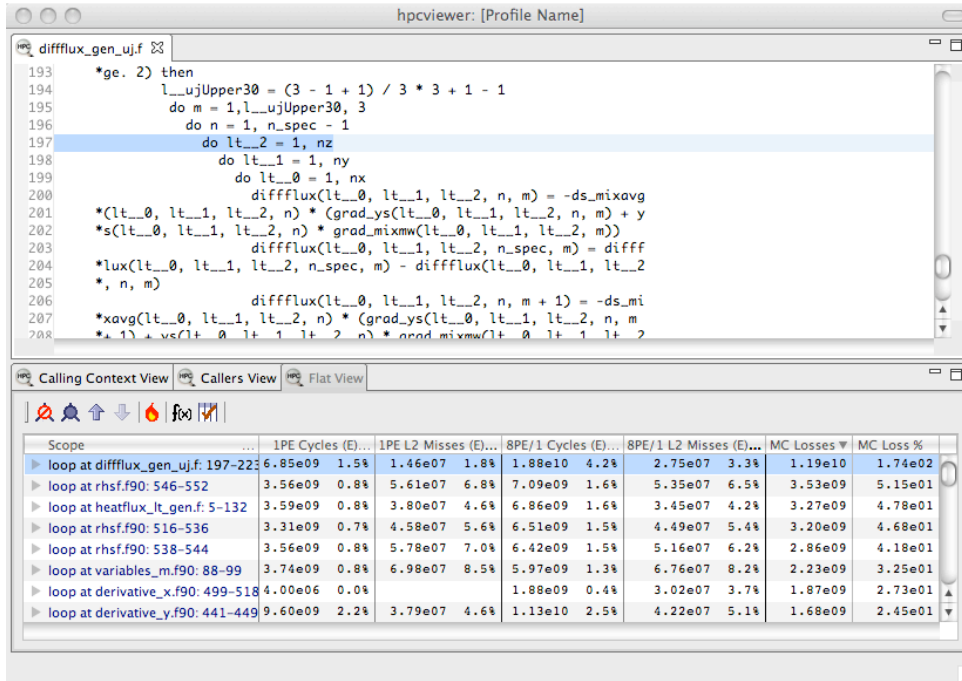 hpcviewer: [Profile Name]
diffflux_gen_uj.f
193 *ge. 2) then
194 l__ujUpper30 = (3 - 1 + 1) / 3 * 3 + 1 - 1
195 do m = 1,l__ujUpper30, 3
196 do n = 1, n_spec - 1
197 do lt__2 = 1, nz
198 do lt__1 = 1, ny
199 do lt__0 = 1, nx
200 diffflux(lt__0, lt__1, lt__2, n, m) = -ds_mixavg
201 *(lt__0, lt__1, lt__2, n) * (grad_ys(lt__0, lt__1, lt__2, n, m) + y
202 *s(lt__0, lt__1, lt__2, n) * grad_mixmw(lt__0, lt__1, lt__2, m))
203 diffflux(lt__0, lt__1, lt__2, n_spec, m) = difff
204 *lux(lt__0, lt__1, lt__2, n_spec, m) - diffflux(lt__0, lt__1, lt__2
205 *, n, m)
206 diffflux(lt__0, lt__1, lt__2, n, m + 1) = -ds_mi
207 *xavg(lt__0, lt__1, lt__2, n) * (grad_ys(lt__0, lt__1, lt__2, n, m
208 *+ 1) + ys(lt__0, lt__1, lt__2, n) * grad_mixmw(lt__0, lt__1, lt__2
Calling Context View Callers View Flat View
f(x)
Scope ... 1PE Cycles (E)... 1PE L2 Misses (E)... 8PE/1 Cycles (E)... 8PE/1 L2 Misses (E)... MC Losses MC Loss %
loop at diffflux_gen_uj.f: 197-223 6.85e09 1.5% 1.46e07 1.8% 1.88e10 4.2% 2.75e07 3.3% 1.19e10 1.74e02
loop at rhsf.f90: 546-552 3.56e09 0.8% 5.61e07 6.8% 7.09e09 1.6% 5.35e07 6.5% 3.53e09 5.15e01
loop at heatflux_lt_gen.f: 5-132 3.59e09 0.8% 3.80e07 4.6% 6.86e09 1.6% 3.45e07 4.2% 3.27e09 4.78e01
loop at rhsf.f90: 516-536 3.31e09 0.7% 4.58e07 5.6% 6.51e09 1.5% 4.49e07 5.4% 3.20e09 4.68e01
loop at rhsf.f90: 538-544 3.56e09 0.8% 5.78e07 7.0% 6.42e09 1.5% 5.16e07 6.2% 2.86e09 4.18e01
loop at variables_m.f90: 88-99 3.74e09 0.8% 6.98e07 8.5% 5.97e09 1.3% 6.76e07 8.2% 2.23e09 3.25e01
loop at derivative_x.f90: 499-518 4.00e06 0.0% 1.88e09 0.4% 3.02e07 3.7% 1.87e09 2.73e01
loop at derivative_y.f90: 441-449 9.60e09 2.2% 3.79e07 4.6% 1.13e10 2.5% 4.22e07 5.1% 1.68e09 2.45e01